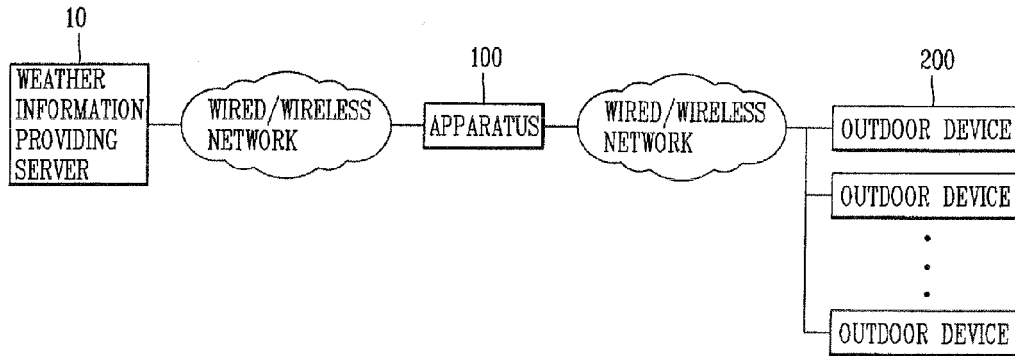 10
WEATHER
INFORMATION
PROVIDING
SERVER
WIRED/WIRELESS
NETWORK
100
APPARATUS
WIRED/WIRELESS
NETWORK
200
OUTDOOR DEVICE
OUTDOOR DEVICE
OUTDOOR DEVICE